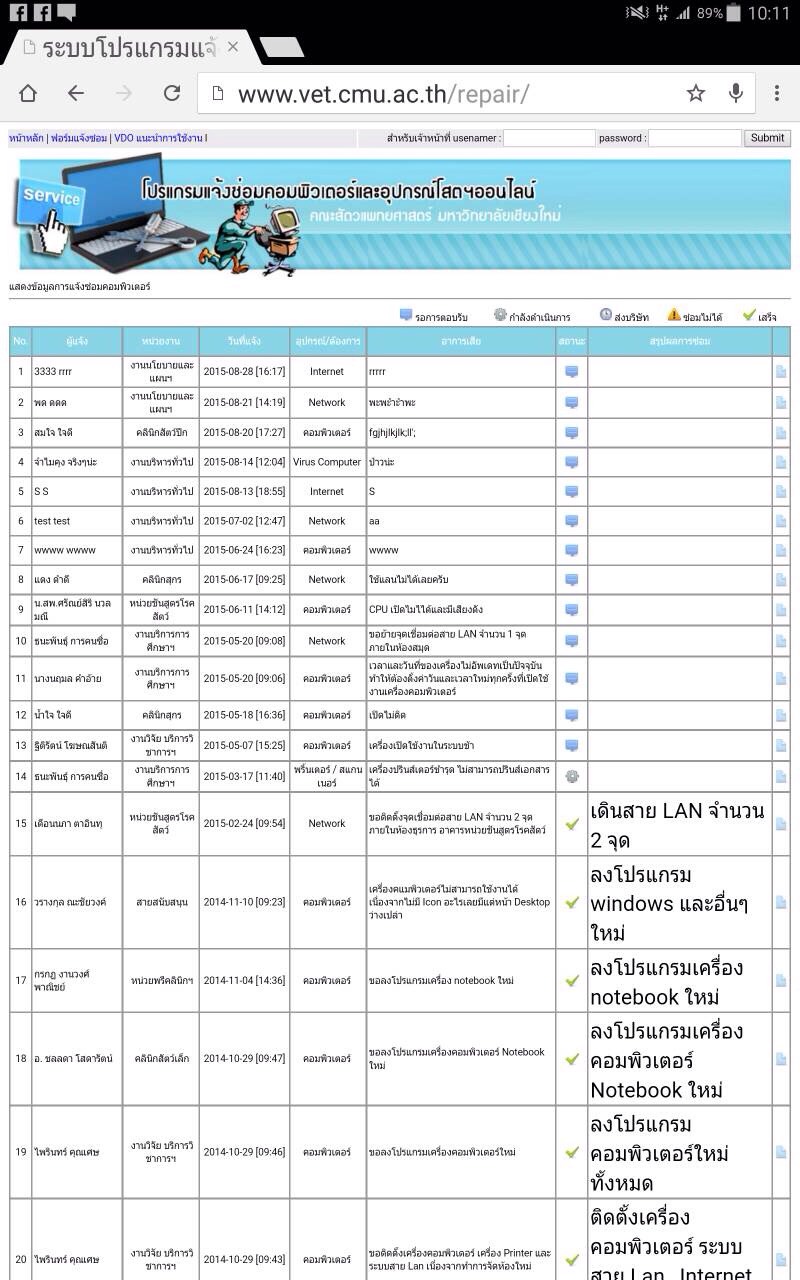 89% 10:11
ระบบโปรแกรมแจ้
www.vet.cmu.ac.th/repair/
หน้าหลัก | ฟอร์มแจ้งซ่อม | VDO แนะนำการใช้งาน | สำหรับเจ้าหน้าที่ usenamer : password : Submit
service
โปรแกรมแจ้งซ่อมคอมพิวเตอร์และอุปกรณ์โสตฯออนไลน์
คณะสัตวแพทยศาสตร์ มหาวิทยาลัยเชียงใหม่
แสดงข้อมูลการแจ้งซ่อมคอมพิวเตอร์
รอการตอบรับ กำลังดำเนินการ ส่งบริษัท ซ่อมไม่ได้ เสร็จ
No. ผู้แจ้ง หน่วยงาน วันที่แจ้ง อุปกรณ์/ต้องการ อาการเสีย สถานะ สรุปผลการซ่อม
1 3333 rrrr งานนโยบายและแผนฯ 2015-08-28 [16:17] Internet rrrrr
2 พด ดดด งานนโยบายและแผนฯ 2015-08-21 [14:19] Network
3 สมใจ ใจดี คลินิกสัตว์ปีก 2015-08-20 [17:27] คอมพิวเตอร์ fgjhjlkjlk;ll';
4 จำไมคุง จริงๆน่ะ งานบริหารทั่วไป 2015-08-14 [12:04] Virus Computer ป่าวน่ะ
5 S S งานบริหารทั่วไป 2015-08-13 [18:55] Internet S
6 test test งานบริหารทั่วไป 2015-07-02 [12:47] Network aa
7 wwww wwww งานบริหารทั่วไป 2015-06-24 [16:23] คอมพิวเตอร์ wwww
8 แดง ดำดี คลินิกสุกร 2015-06-17 [09:25] Network ใช้แลนไม่ได้เลยครับ
9 น.สพ.ศรัณย์สิริ นวลมณี หน่วยชันสูตรโรคสัตว์ 2015-06-11 [14:12] คอมพิวเตอร์ CPU เปิดไม่ได้และมีเสียงดัง
10 ธนะพันธุ์ การคนซื่อ งานบริการการศึกษาฯ 2015-05-20 [09:08] Network ขอย้ายจุดเชื่อมต่อสาย LAN จำนวน 1 จุด
ภายในห้องสมุด
11 นางนฤมล คำอ้าย งานบริการการศึกษาฯ 2015-05-20 [09:06] คอมพิวเตอร์ เวลาและวันที่ของเครื่องไม่อัพเดทเป็นปัจจุบัน
ทำให้ต้องตั้งค่าวันและเวลาใหม่ทุกครั้งที่เปิดใช้
งานเครื่องคอมพิวเตอร์
12 น้ำใจ ใจดี คลินิกสุกร 2015-05-18 [16:36] คอมพิวเตอร์ เปิดไม่ติด
13 ฐิติรัตน์ โฆษณสันติ งานวิจัย บริการวิชาการฯ 2015-05-07 [15:25] คอมพิวเตอร์ เครื่องเปิดใช้งานในระบบช้า
14 ธนะพันธุ์ การคนซื่อ งานบริการการศึกษาฯ 2015-03-17 [11:40] พริ้นเตอร์ / สแกนเนอร์ เครื่องปริ้นส์เตอร์ชำรุด ไม่สามารถปริ้นส์เอกสาร
ได้
15 เดือนนภา ตาอินทุ หน่วยชันสูตรโรคสัตว์ 2015-02-24 [09:54] Network ขอติดตั้งจุดเชื่อมต่อสาย LAN จำนวน 2 จุด
ภายในห้องธุรการ อาคารหน่วยชันสูตรโรคสัตว์
เดินสาย LAN จำนวน
2 จุด
16 วรางกุล ณะชัยวงค์ สายสนับสนุน 2014-11-10 [09:23] คอมพิวเตอร์ เครื่องคแมพิวเตอร์ไม่สามารถใช้งานได้
เนื่องจากไม่มี Icon อะไรเลยมีแต่หน้า Desktop
ว่างเปล่า
ลงโปรแกรม
windows และอื่นๆ
ใหม่
17 กรกฎ งานวงศ์พาณิชย์ หน่วยพรีคลินิกฯ 2014-11-04 [14:36] คอมพิวเตอร์ ขอลงโปรแกรมเครื่อง notebook ใหม่
ลงโปรแกรมเครื่อง
notebook ใหม่
18 อ. ชลลดา โสดารัตน์ คลินิกสัตว์เล็ก 2014-10-29 [09:47] คอมพิวเตอร์ ขอลงโปรแกรมเครื่องคอมพิวเตอร์ Notebook
ใหม่
ลงโปรแกรมเครื่อง
คอมพิวเตอร์
Notebook ใหม่
19 ไพรินทร์ คุณเศษ งานวิจัย บริการวิชาการฯ 2014-10-29 [09:46] คอมพิวเตอร์ ขอลงโปรแกรมเครื่องคอมพิวเตอร์ใหม่
ลงโปรแกรม
คอมพิวเตอร์ใหม่
ทั้งหมด
20 ไพรินทร์ คุณเศษ งานวิจัย บริการวิชาการฯ 2014-10-29 [09:43] คอมพิวเตอร์ ขอติดตั้งเครื่องคอมพิวเตอร์ เครื่อง Printer และ
ระบบสาย Lan เนื่องจากทำการจัดห้องใหม่
ติดตั้งเครื่อง
คอมพิวเตอร์ ระบบ
สาย Lan Internet